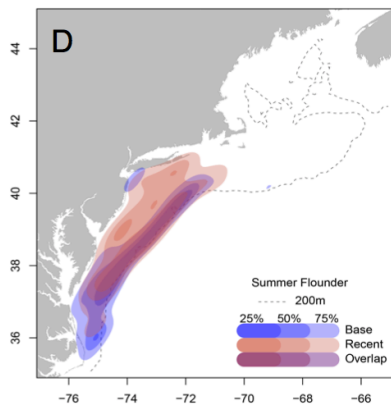 D
44
42
40
38
36
Summer Flounder
200m
25% 50% 75%
Base
Recent
Overlap
−76 −74 −72 −70 −68 −66